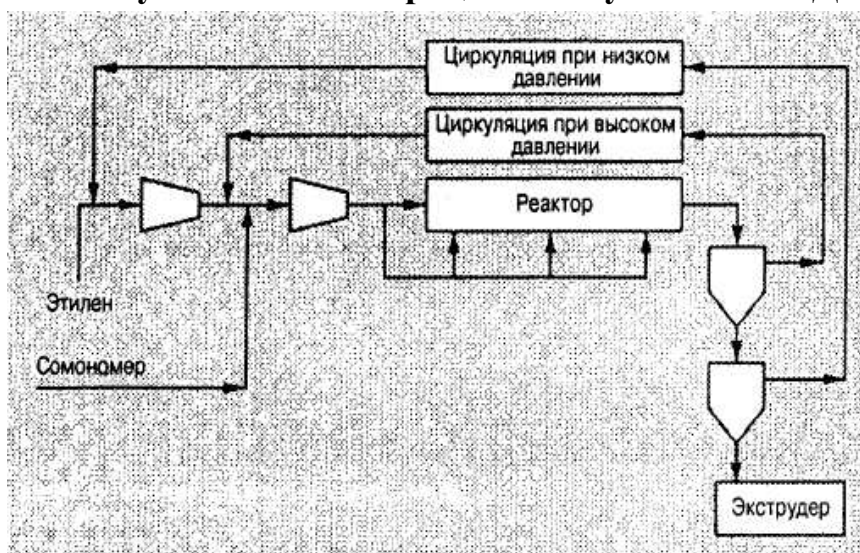 Циркуляция при низком
давлении
Циркуляция при высоком
давлении
Реактор
Этилен
Сомономер
Экструдер